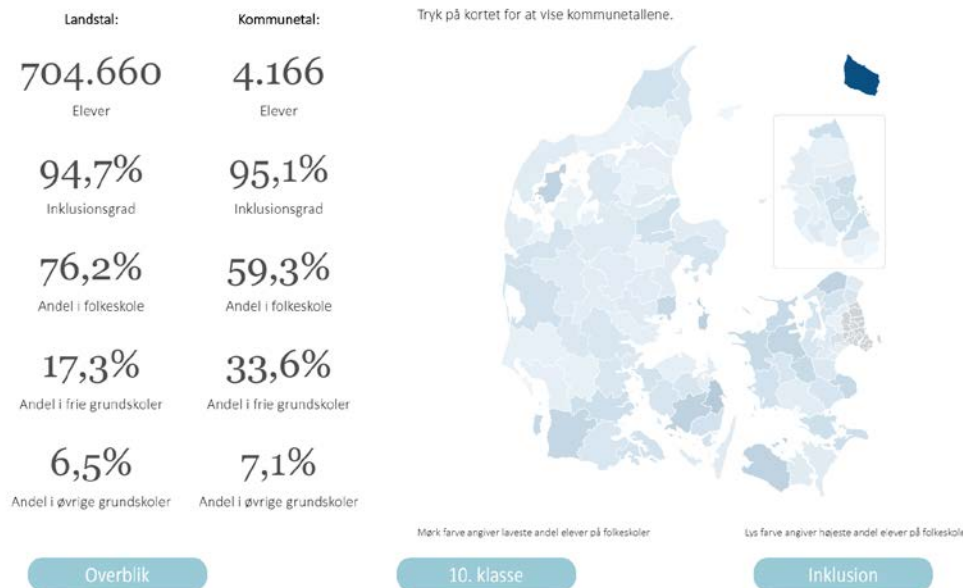 Landstal:
Kommunetal:
704.660
Elever
4.166
Elever
94,7%
Inklusionsgrad
95,1%
Inklusionsgrad
76,2%
Andel i folkeskole
59,3%
Andel i folkeskole
17,3%
Andel i frie grundskoler
33,6%
Andel i frie grundskoler
6,5%
Andel i øvrige grundskoler
7,1%
Andel i øvrige grundskoler
Tryk på kortet for at vise kommunetallene.
Mørk farve angiver laveste andel elever på folkeskoler
Lys farve angiver højeste andel elever på folkeskole
Overblik
10. klasse
Inklusion